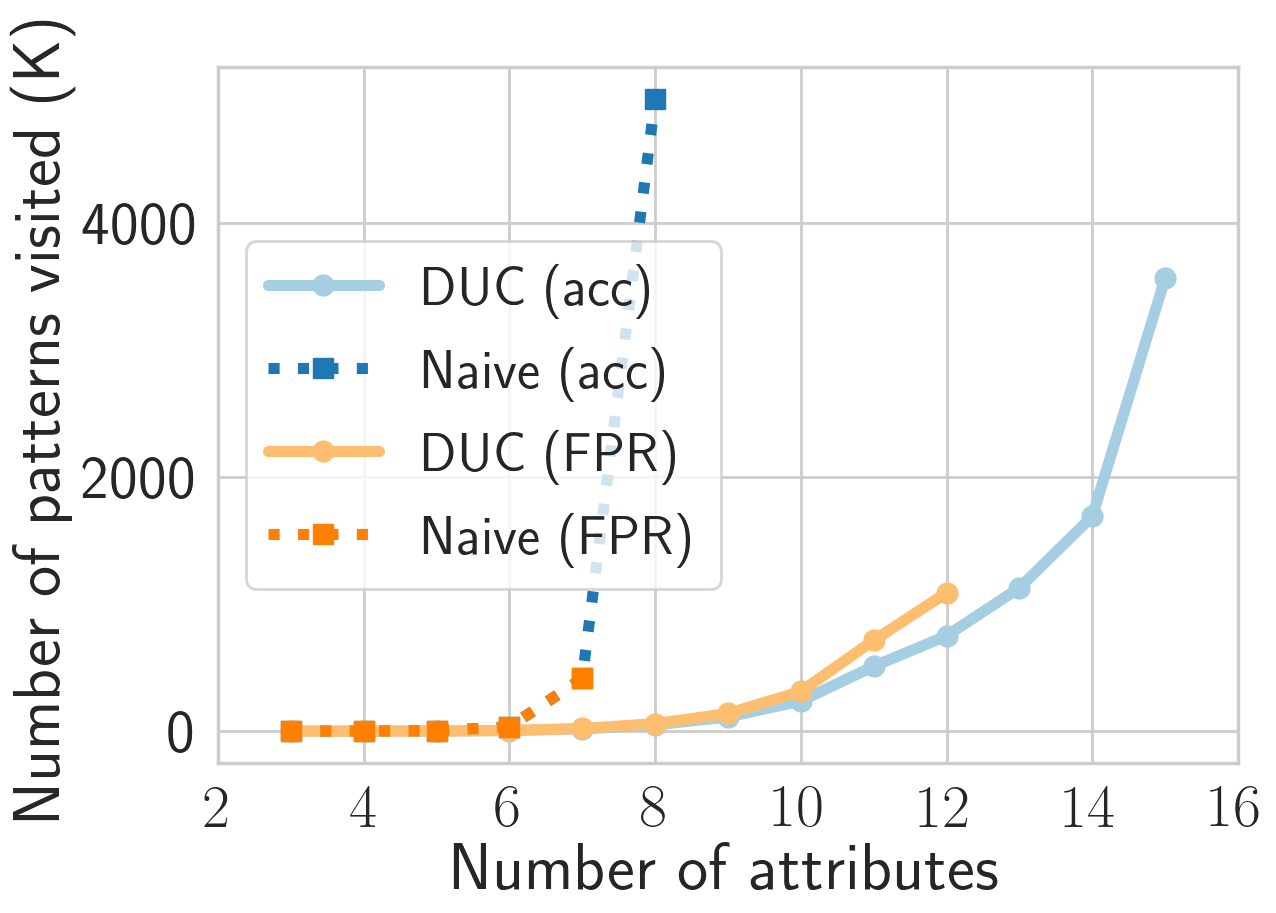 Number of patterns visited (K)
4000
2000
0
DUC (acc)
Naive (acc)
DUC (FPR)
Naive (FPR)
2 4 6 8 10 12 14 16
Number of attributes